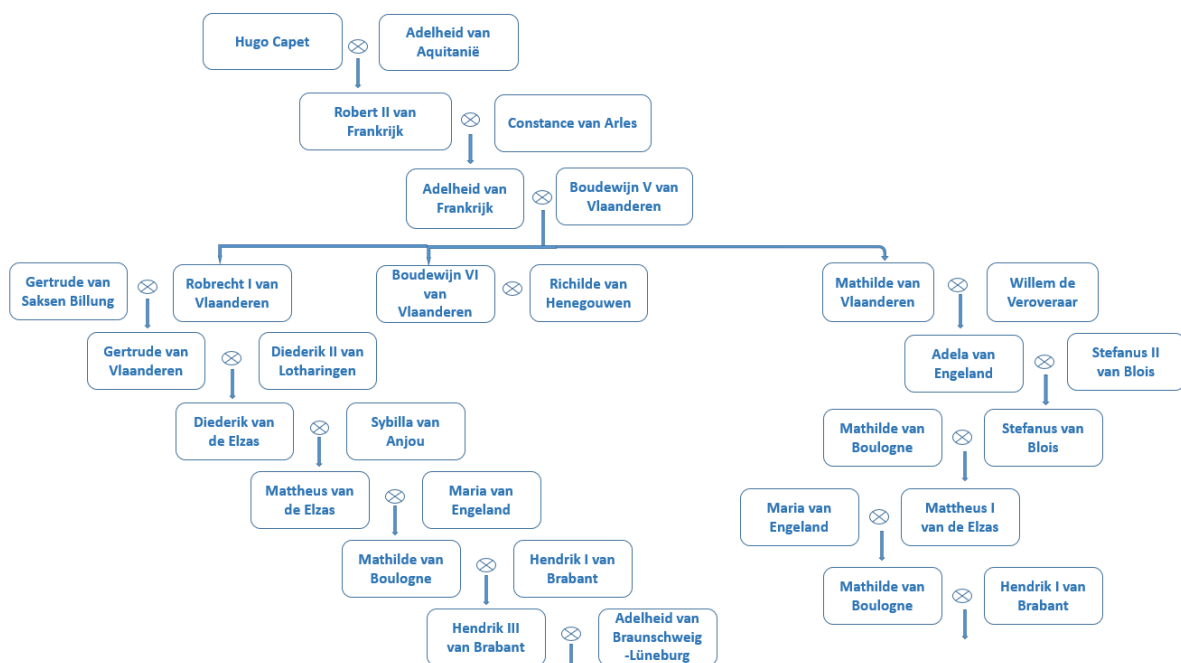 Hugo Capet
Adelheid van
Aquitanië
Robert II van
Frankrijk
Constance van Arles
Adelheid van
Frankrijk
Boudewijn V van
Vlaanderen
Gertrude van
Saksen Billung
Robrecht I van
Vlaanderen
Boudewijn VI
van
Vlaanderen
Richilde van
Henegouwen
Mathilde van
Vlaanderen
Willem de
Veroveraar
Gertrude van
Vlaanderen
Diederik II van
Lotharingen
Adela van
Engeland
Stefanus II
van Blois
Diederik van
de Elzas
Sybilla van
Anjou
Mathilde van
Boulogne
Stefanus van
Blois
Mattheus van
de Elzas
Maria van
Engeland
Maria van
Engeland
Mattheus I
van de Elzas
Mathilde van
Boulogne
Hendrik I van
Brabant
Mathilde van
Boulogne
Hendrik I van
Brabant
Hendrik III
van Brabant
Adelheid van
Braunschweig
-Lüneburg